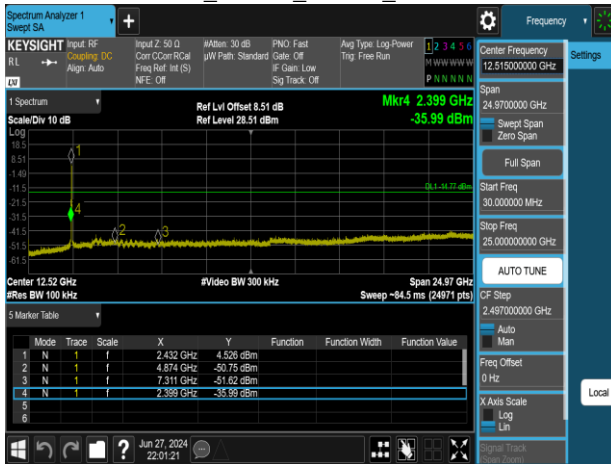 Spectrum Analyzer 1
Swept SA
Frequency
KEYSIGHT
RL
LXI
Input: RF
Coupling: DC
Align: Auto
Input Z: 50 Ω
Corr CCorr RCal
Freq Ref: Int (S)
NFE: Off
#Atten: 30 dB
µW Path: Standard
PNO: Fast
Gate: Off
IF Gain: Low
Sig Track: Off
Avg Type: Log-Power
Trig: Free Run
1 2 3 4 5 6
M W W W W W
P N N N N N
1 Spectrum
Scale/Div 10 dB
Ref Lvl Offset 8.51 dB
Ref Level 28.51 dBm
Mkr4 2.399 GHz
-35.99 dBm
Log
18.5
8.51
-1.49
-11.5
-21.5
-31.5
-41.5
-51.5
-61.5
DL1 -14.77 dBm
1
4
2
3
Center 12.52 GHz
#Res BW 100 kHz
#Video BW 300 kHz
Span 24.97 GHz
Sweep ~84.5 ms (24971 pts)
5 Marker Table
Mode Trace Scale X Y Function Function Width Function Value
1 N 1 f 2.432 GHz 4.526 dBm
2 N 1 f 4.874 GHz -50.75 dBm
3 N 1 f 7.311 GHz -51.62 dBm
4 N 1 f 2.399 GHz -35.99 dBm
5
6
?
Jun 27, 2024
22:01:21
Center Frequency
12.515000000 GHz
Settings
Span
24.9700000 GHz
Swept Span
Zero Span
Full Span
Start Freq
30.000000 MHz
Stop Freq
25.000000000 GHz
AUTO TUNE
CF Step
2.497000000 GHz
Auto
Man
Freq Offset
0 Hz
Local
X Axis Scale
Log
Lin
Signal Track
(Span Zoom)